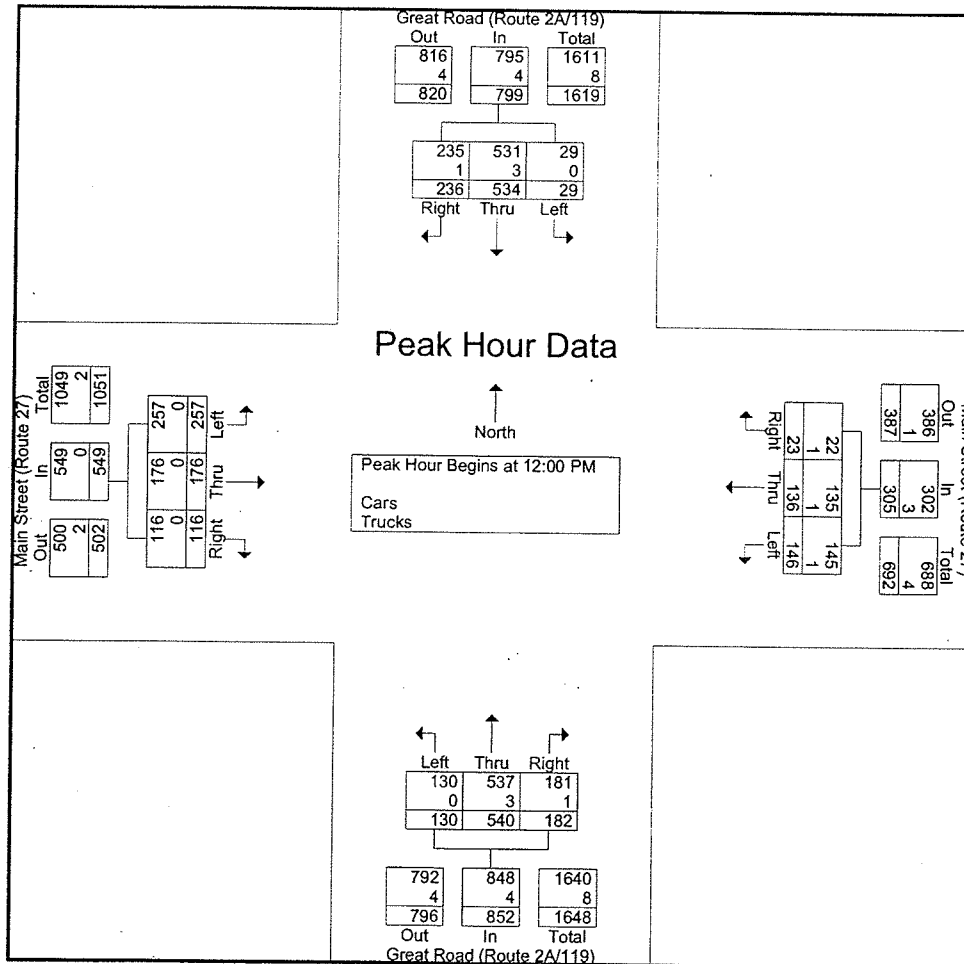 Great Road (Route 2A/119)
Out In Total
816 795 1611
4 4 8
820 799 1619
235 531 29
1 3 0
236 534 29
Right Thru Left
Peak Hour Data
North
Peak Hour Begins at 12:00 PM
Cars
Trucks
Main Street (Route 27)
Out In Total
500 549 1049
2 0 2
502 549 1051
257 176 116
0 0 0
257 176 116
Left Thru Right
Out In Total
386 302 688
1 3 4
387 305 692
22 135 145
1 1 1
23 136 146
Right Thru Left
Left Thru Right
130 537 181
0 3 1
130 540 182
792 848 1640
4 4 8
796 852 1648
Out In Total
Great Road (Route 2A/119)